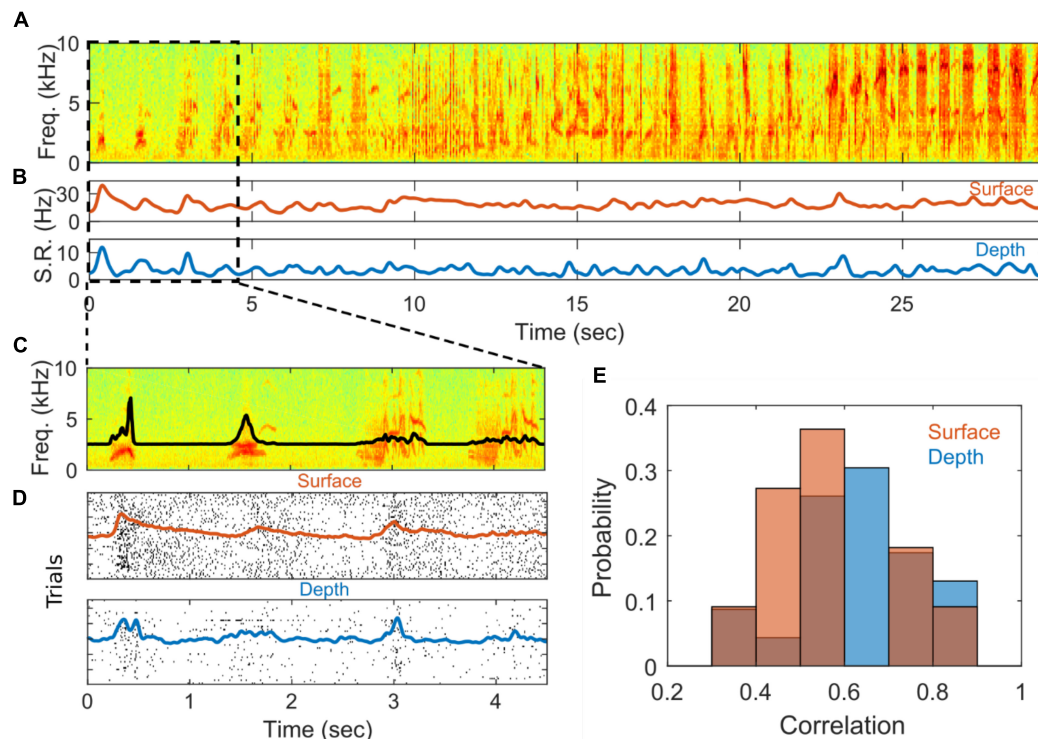 A
Freq. (kHz)
10
5
0
B
S.R. (Hz)
30
0
Surface
10
0
Depth
0 5 10 15 20 25
Time (sec)
C
Freq. (kHz)
10
5
0
D
Trials
Surface
Depth
0 1 2 3 4
Time (sec)
E
Probability
0.4
0.3
0.2
0.1
0
Surface
Depth
0.2 0.4 0.6 0.8 1
Correlation